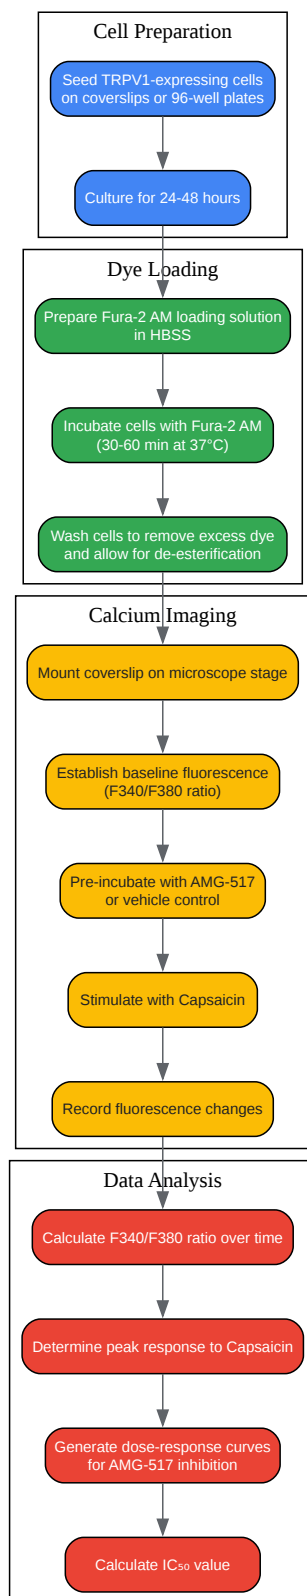 Cell Preparation
Seed TRPV1-expressing cells
on coverslips or 96-well plates
Culture for 24-48 hours
Dye Loading
Prepare Fura-2 AM loading solution
in HBSS
Incubate cells with Fura-2 AM
(30-60 min at 37°C)
Wash cells to remove excess dye
and allow for de-esterification
Calcium Imaging
Mount coverslip on microscope stage
Establish baseline fluorescence
(F340/F380 ratio)
Pre-incubate with AMG-517
or vehicle control
Stimulate with Capsaicin
Record fluorescence changes
Data Analysis
Calculate F340/F380 ratio over time
Determine peak response to Capsaicin
Generate dose-response curves
for AMG-517 inhibition
Calculate IC₅₀ value